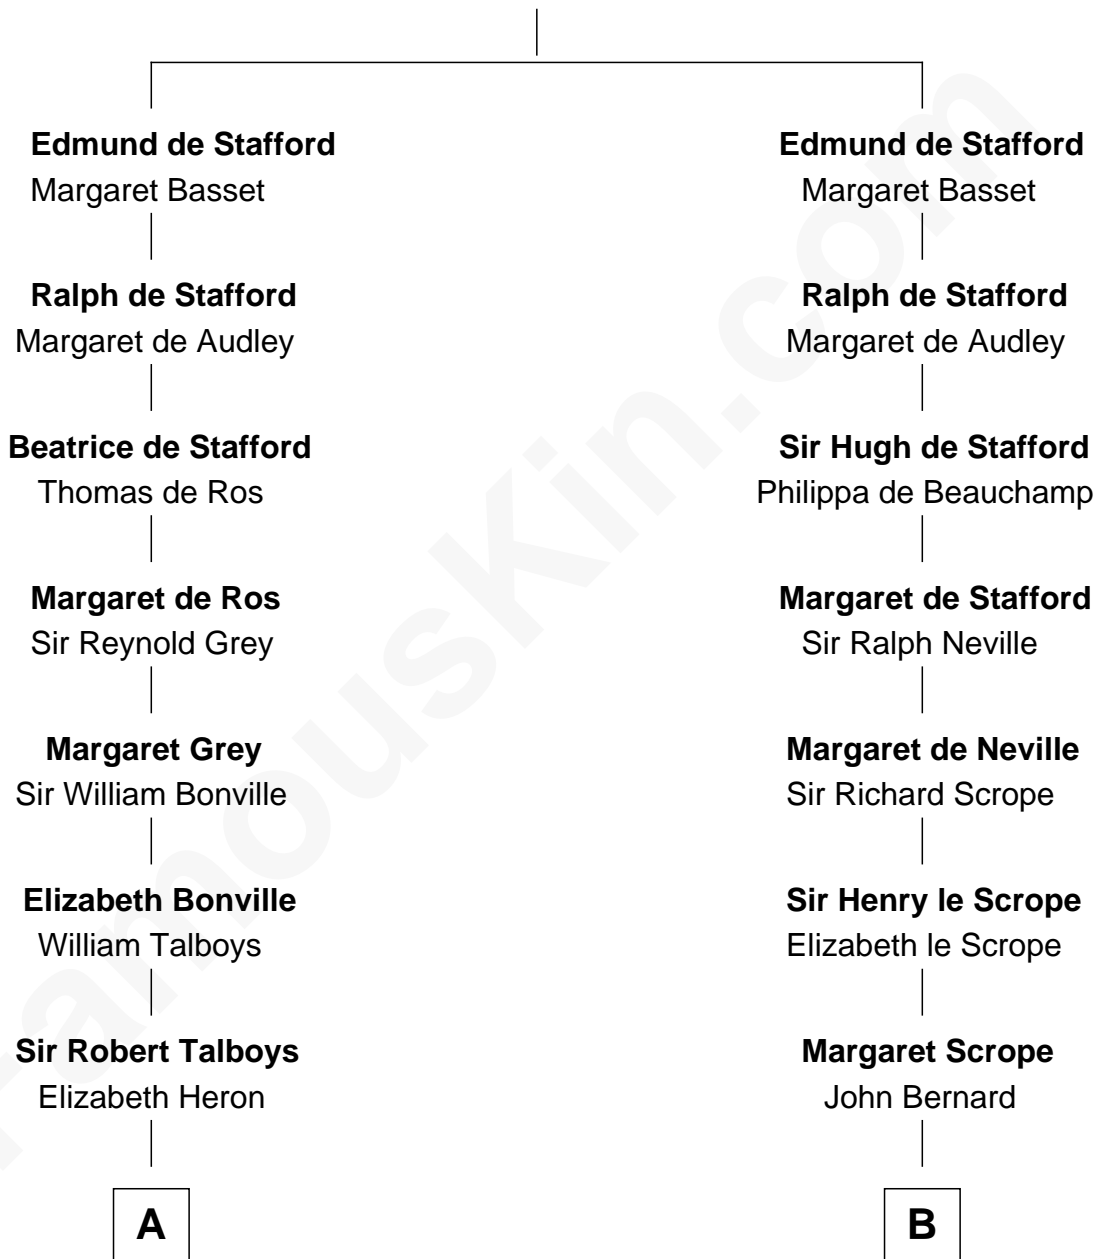 Edmund de Stafford
Margaret Basset
Ralph de Stafford
Margaret de Audley
Beatrice de Stafford
Thomas de Ros
Margaret de Ros
Sir Reynold Grey
Margaret Grey
Sir William Bonville
Elizabeth Bonville
William Talboys
Sir Robert Talboys
Elizabeth Heron
A
Edmund de Stafford
Margaret Basset
Ralph de Stafford
Margaret de Audley
Sir Hugh de Stafford
Philippa de Beauchamp
Margaret de Stafford
Sir Ralph Neville
Margaret de Neville
Sir Richard Scrope
Sir Henry le Scrope
Elizabeth le Scrope
Margaret Scrope
John Bernard
B
FamousKin.com